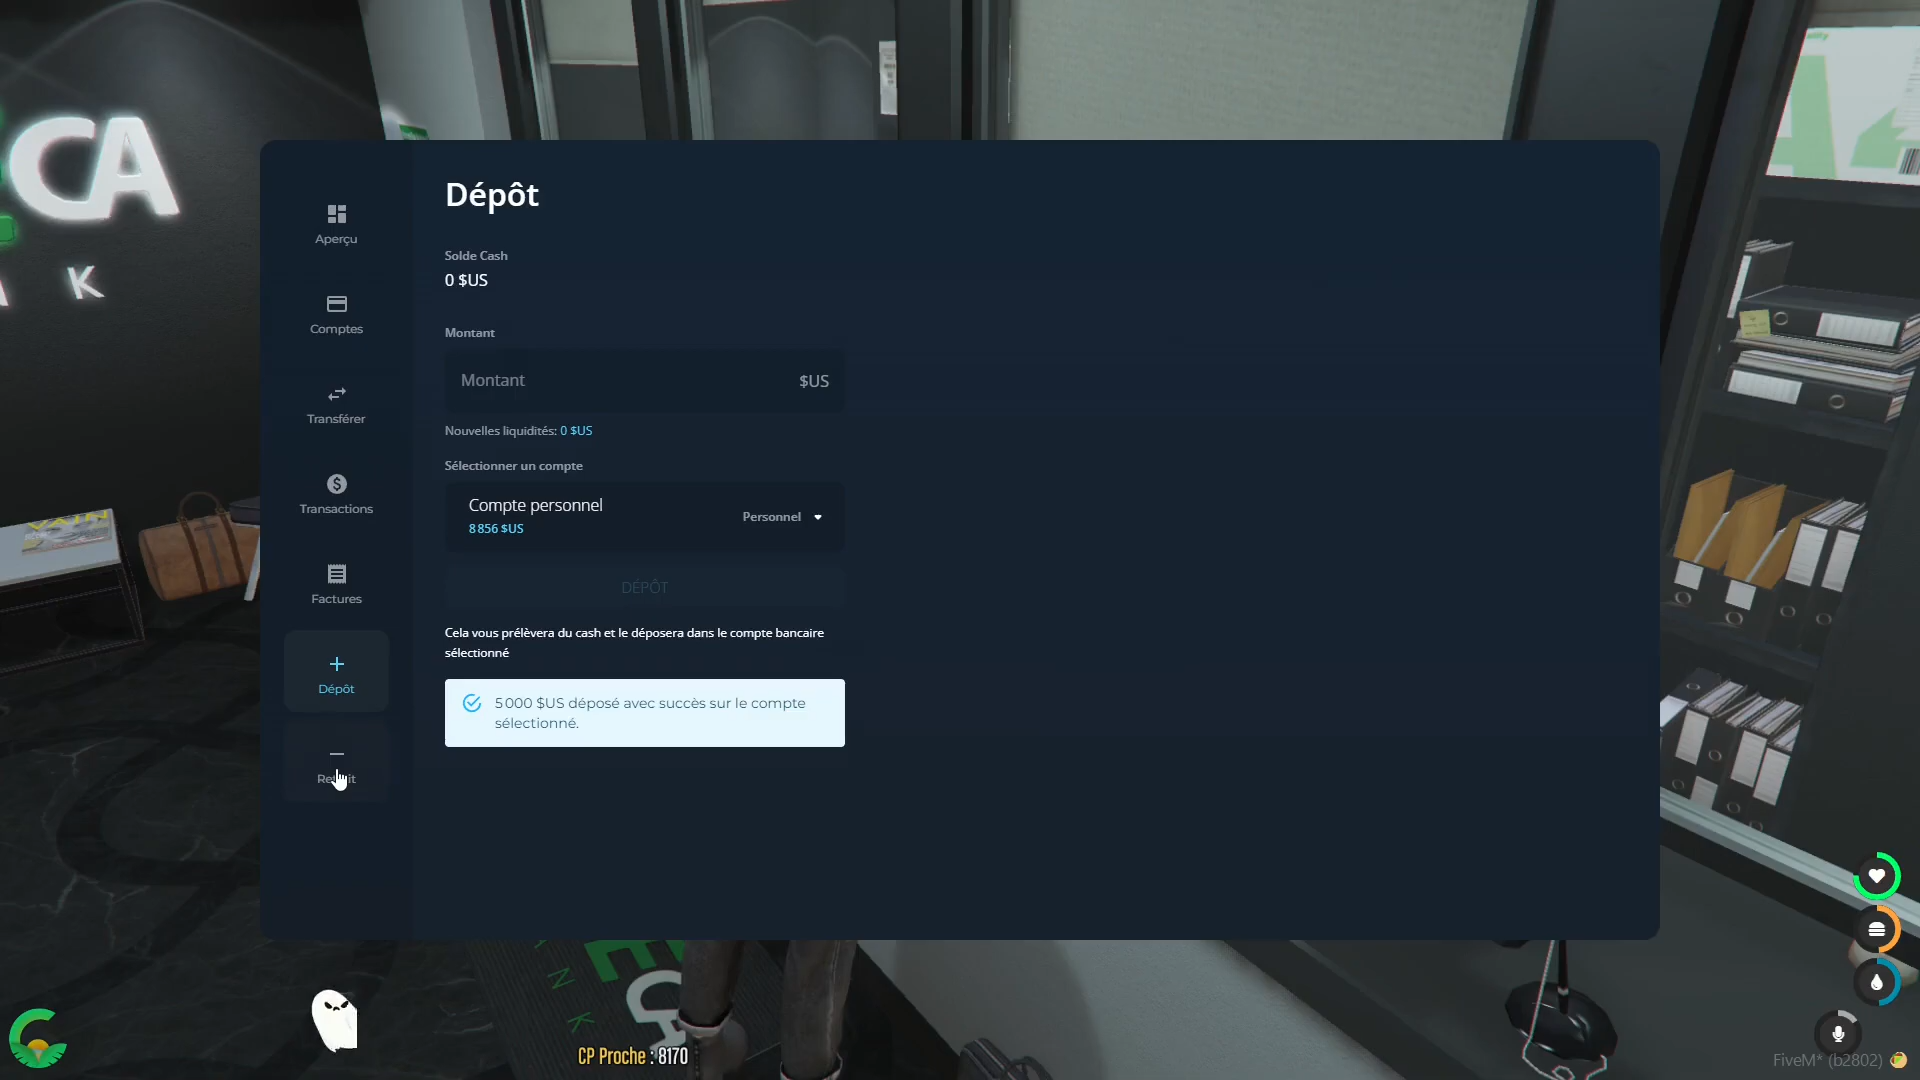 CA
K
Dépôt
Aperçu
Solde Cash
0 $US
Comptes
Montant
Montant $US
Transférer
Nouvelles liquidités: 0 $US
Sélectionner un compte
Transactions
Compte personnel
8 856 $US
Personnel
Factures
DÉPÔT
Cela vous prélèvera du cash et le déposera dans le compte bancaire
sélectionné
Dépôt
5 000 $US déposé avec succès sur le compte
sélectionné.
CP Proche : 8170
FiveM* (b2802)
VAIN